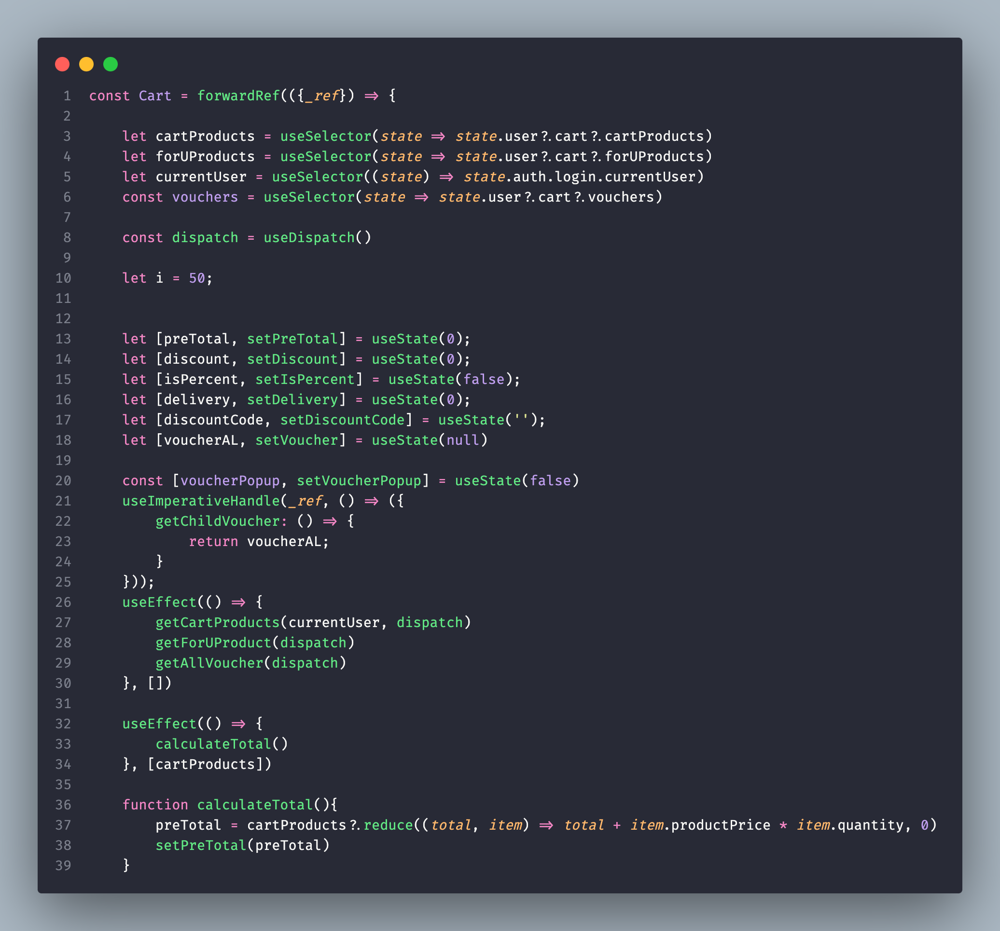 1 const Cart = forwardRef(({_ref}) => {
2
3     let cartProducts = useSelector(state => state.user?.cart?.cartProducts)
4     let forUProducts = useSelector(state => state.user?.cart?.forUProducts)
5     let currentUser = useSelector((state) => state.auth.login.currentUser)
6     const vouchers = useSelector(state => state.user?.cart?.vouchers)
7
8     const dispatch = useDispatch()
9
10     let i = 50;
11
12
13     let [preTotal, setPreTotal] = useState(0);
14     let [discount, setDiscount] = useState(0);
15     let [isPercent, setIsPercent] = useState(false);
16     let [delivery, setDelivery] = useState(0);
17     let [discountCode, setDiscountCode] = useState('');
18     let [voucherAL, setVoucher] = useState(null)
19
20     const [voucherPopup, setVoucherPopup] = useState(false)
21     useImperativeHandle(_ref, () => ({
22         getChildVoucher: () => {
23             return voucherAL;
24         }
25     }));
26     useEffect(() => {
27         getCartProducts(currentUser, dispatch)
28         getForUProduct(dispatch)
29         getAllVoucher(dispatch)
30     }, [])
31
32     useEffect(() => {
33         calculateTotal()
34     }, [cartProducts])
35
36     function calculateTotal(){
37         preTotal = cartProducts?.reduce((total, item) => total + item.productPrice * item.quantity, 0)
38         setPreTotal(preTotal)
39     }